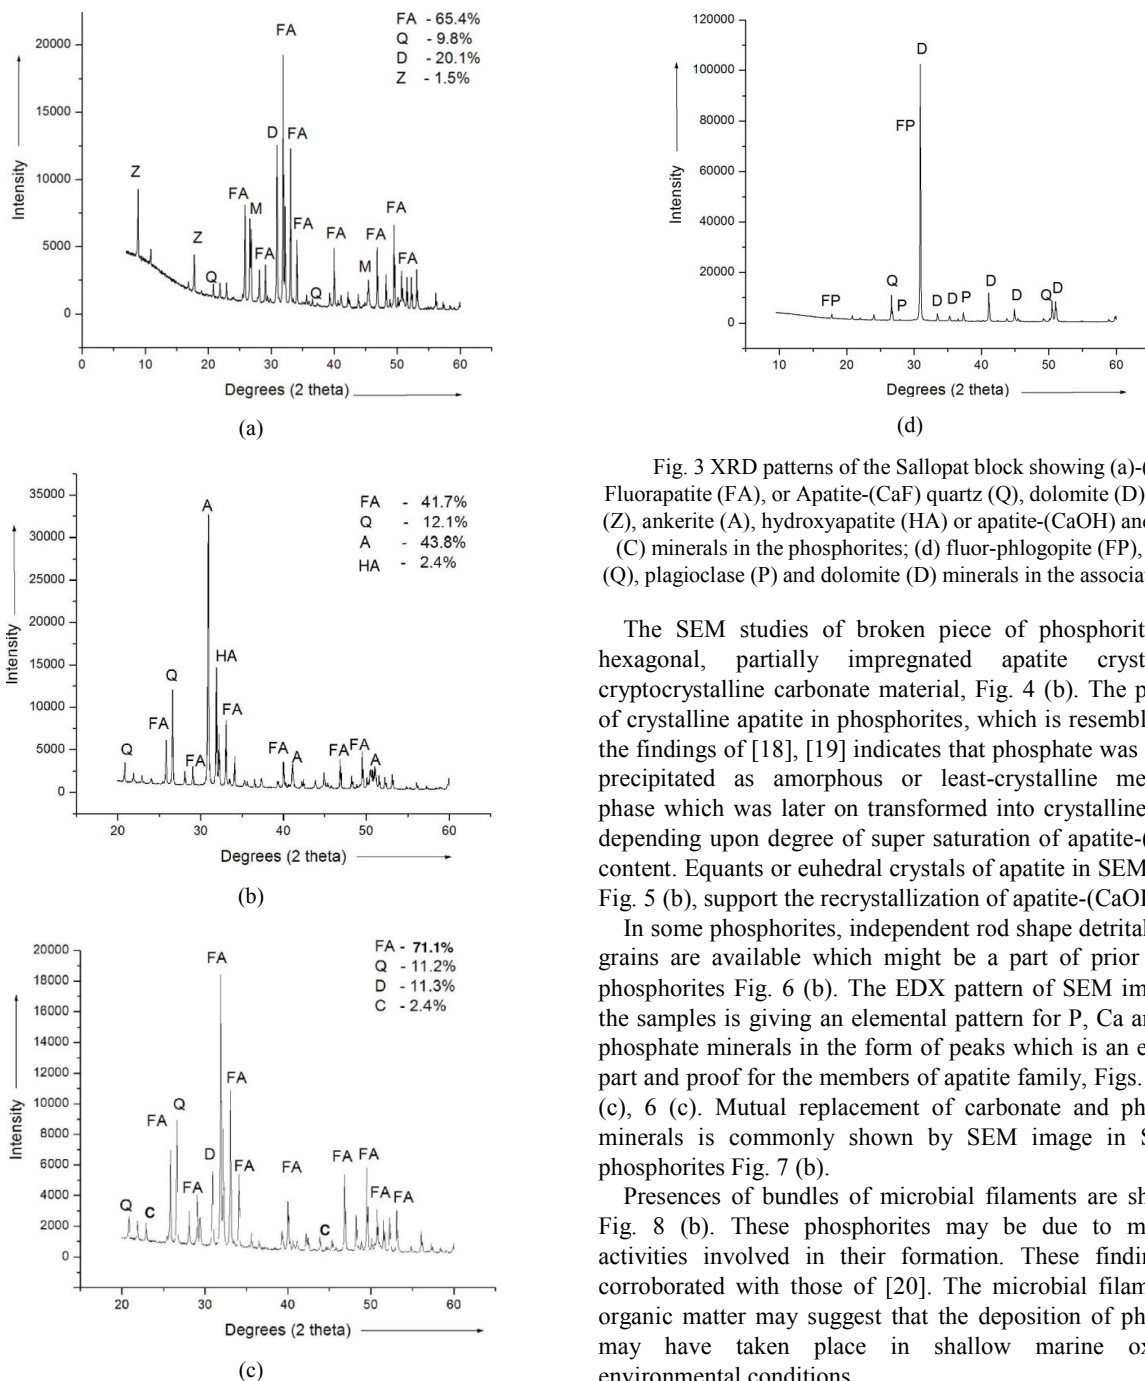 FA - 65.4%
Q - 9.8%
D - 20.1%
Z - 1.5%
20000
15000
10000
5000
0
Intensity
Z
Z
Q
FA
M
FA
D
FA
FA
FA
Q
FA
M
FA
FA
FA
0 10 20 30 40 50 60
Degrees (2 theta)
(a)
FA - 41.7%
Q - 12.1%
A - 43.8%
HA - 2.4%
35000
30000
25000
20000
15000
10000
5000
0
Intensity
Q
FA
Q
FA
A
HA
FA
FA
A
FA
FA
A
20 30 40 50 60
Degrees (2 theta)
(b)
FA - 71.1%
Q - 11.2%
D - 11.3%
C - 2.4%
20000
18000
16000
14000
12000
10000
8000
6000
4000
2000
0
Intensity
Q
C
FA
Q
FA
D
FA
FA
FA
FA
C
FA
FA
FA
FA
20 30 40 50 60
Degrees (2 theta)
(c)
120000
100000
80000
60000
40000
20000
0
Intensity
FP
Q
P
FP
D
D
D
P
D
D
Q
D
10 20 30 40 50 60
Degrees (2 theta)
(d)
Fig. 3 XRD patterns of the Sallopat block showing (a)-(
Fluorapatite (FA), or Apatite-(CaF) quartz (Q), dolomite (D)
(Z), ankerite (A), hydroxyapatite (HA) or apatite-(CaOH) and
(C) minerals in the phosphorites; (d) fluor-phlogopite (FP),
(Q), plagioclase (P) and dolomite (D) minerals in the associa
The SEM studies of broken piece of phosphorit
hexagonal, partially impregnated apatite cryst
cryptocrystalline carbonate material, Fig. 4 (b). The p
of crystalline apatite in phosphorites, which is resembl
the findings of [18], [19] indicates that phosphate was
precipitated as amorphous or least-crystalline me
phase which was later on transformed into crystalline
depending upon degree of super saturation of apatite-(
content. Equants or euhedral crystals of apatite in SEM
Fig. 5 (b), support the recrystallization of apatite-(CaOH
In some phosphorites, independent rod shape detrital
grains are available which might be a part of prior
phosphorites Fig. 6 (b). The EDX pattern of SEM im
the samples is giving an elemental pattern for P, Ca an
phosphate minerals in the form of peaks which is an e
part and proof for the members of apatite family, Figs.
(c), 6 (c). Mutual replacement of carbonate and ph
minerals is commonly shown by SEM image in S
phosphorites Fig. 7 (b).
Presences of bundles of microbial filaments are sh
Fig. 8 (b). These phosphorites may be due to m
activities involved in their formation. These findin
corroborated with those of [20]. The microbial filam
organic matter may suggest that the deposition of ph
may have taken place in shallow marine ox
environmental conditions